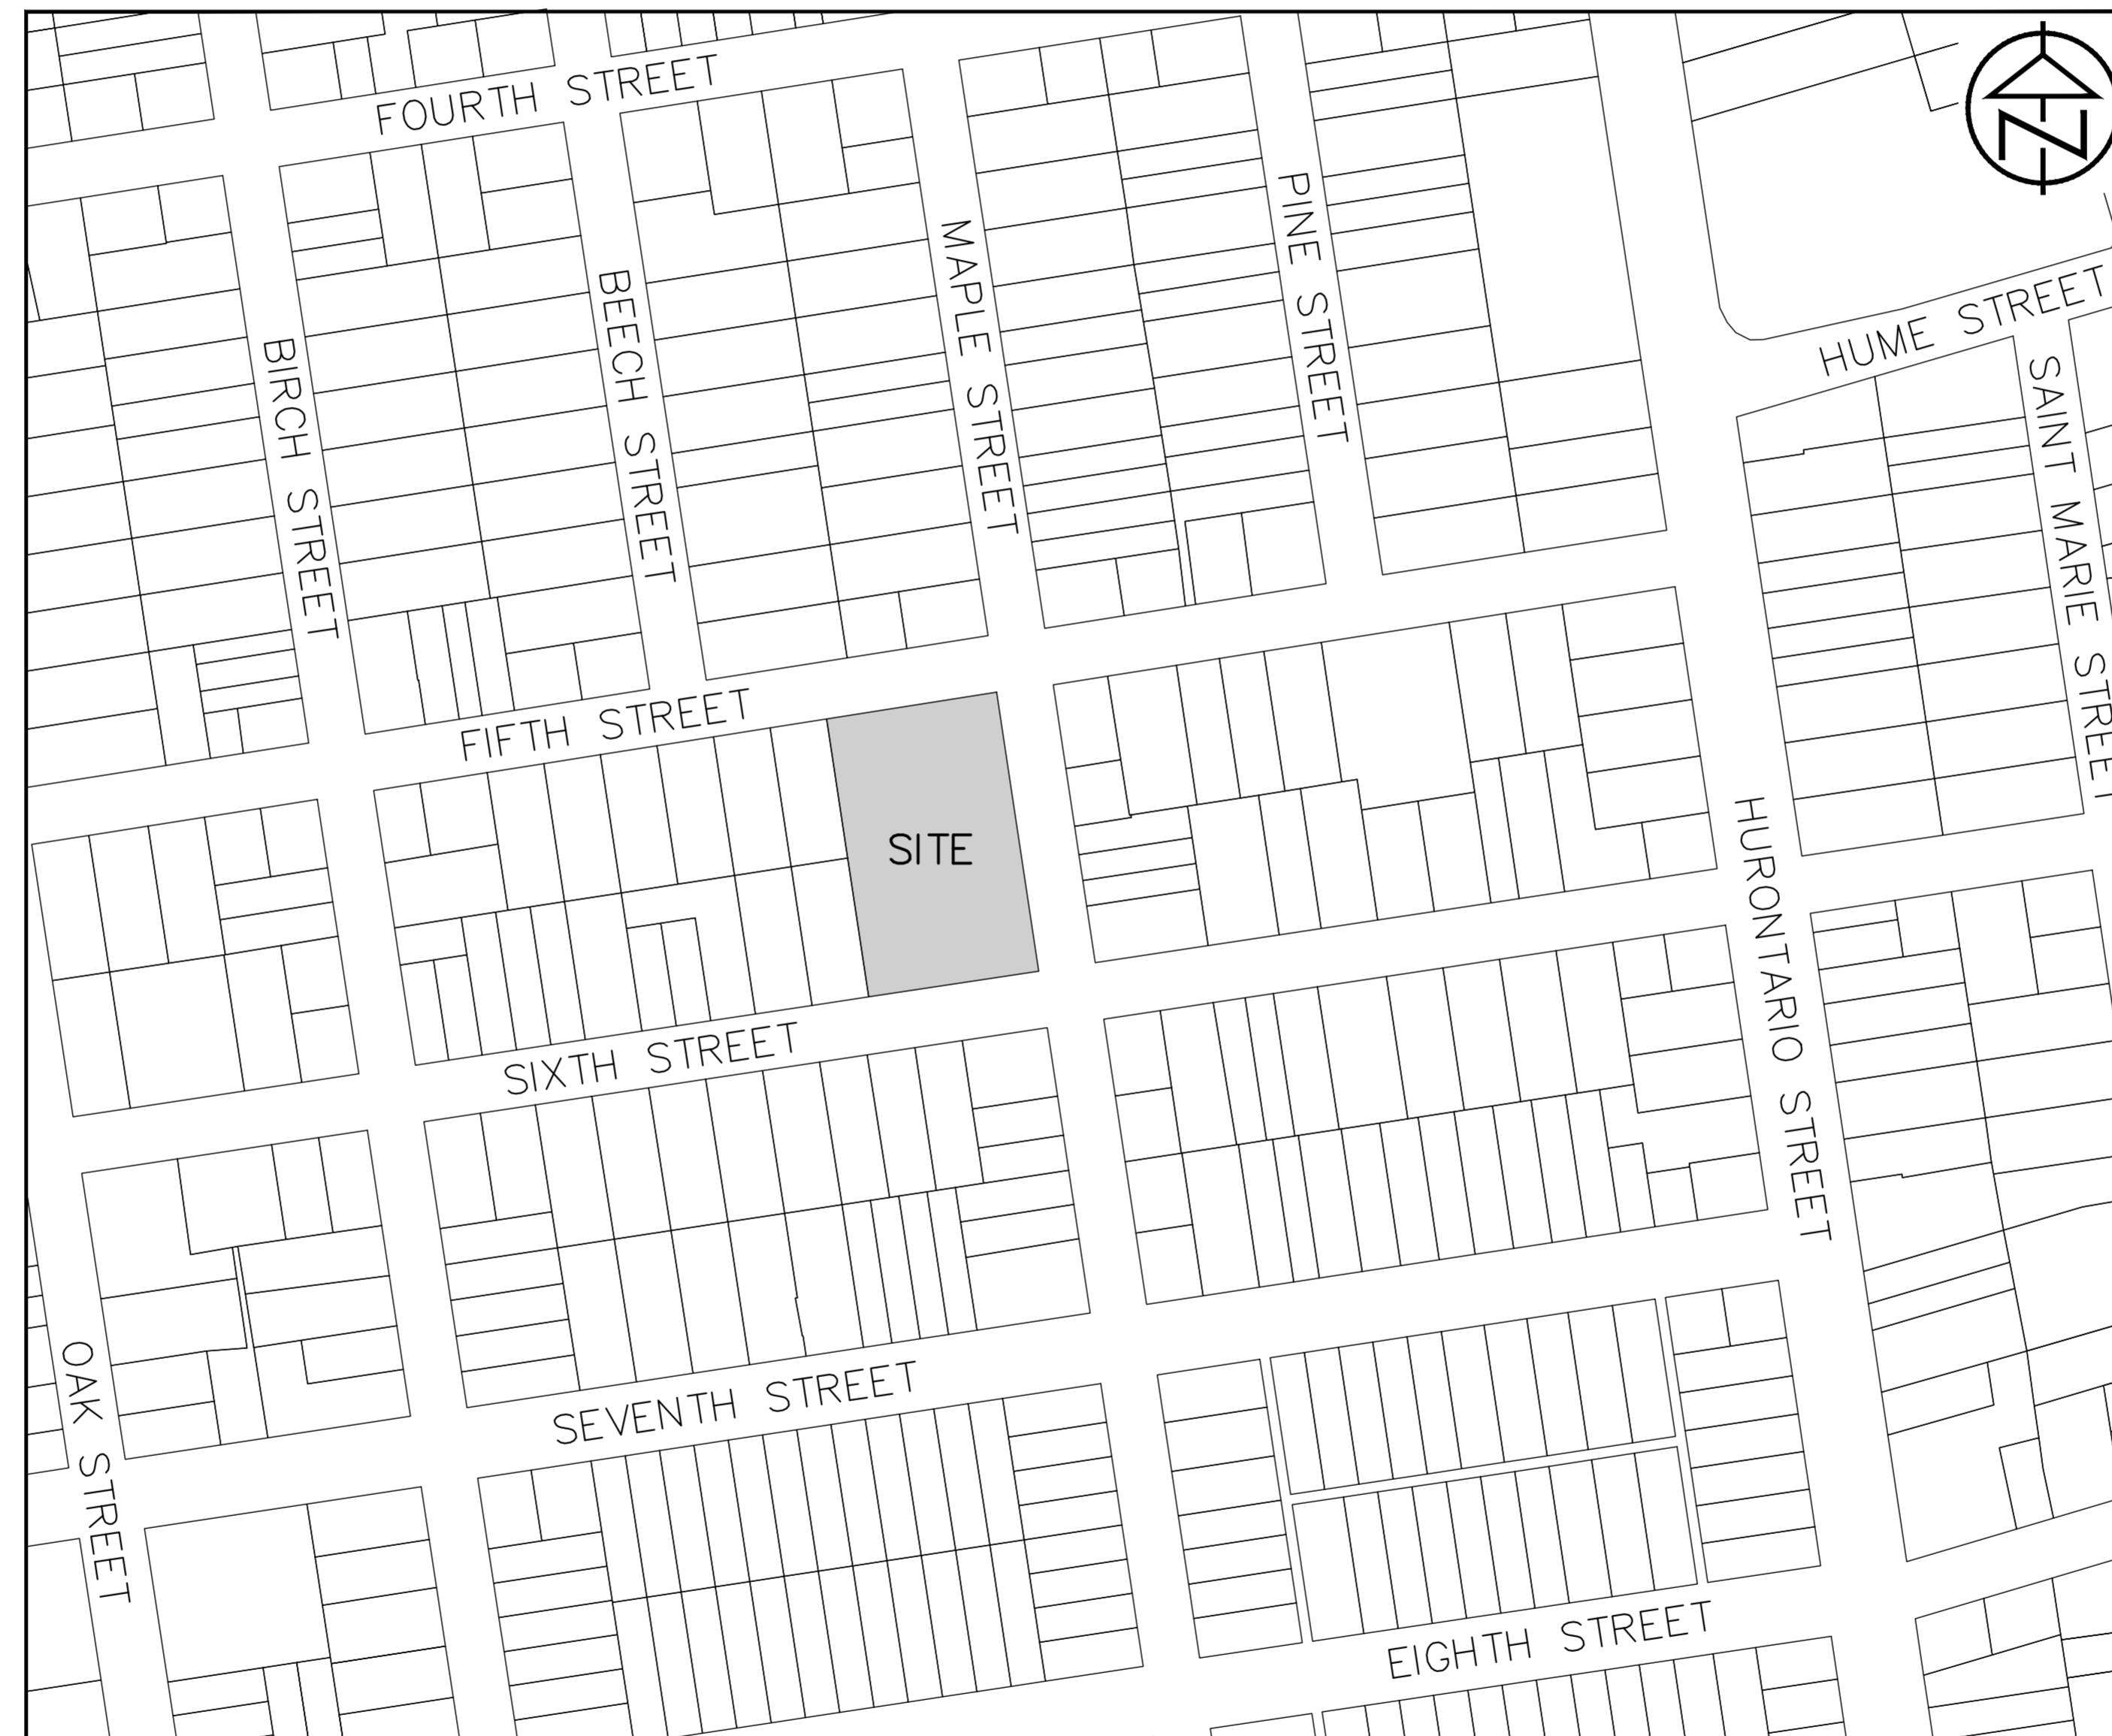 FOURTH STREET
N
PINE STREET
MAPLE STREET
BEECH STREET
HUME STREET
BIRCH STREET
SAINT MARIE STREET
FIFTH STREET
SITE
HURONTARIO STREET
SIXTH STREET
OAK STREET
SEVENTH STREET
EIGHTH STREET